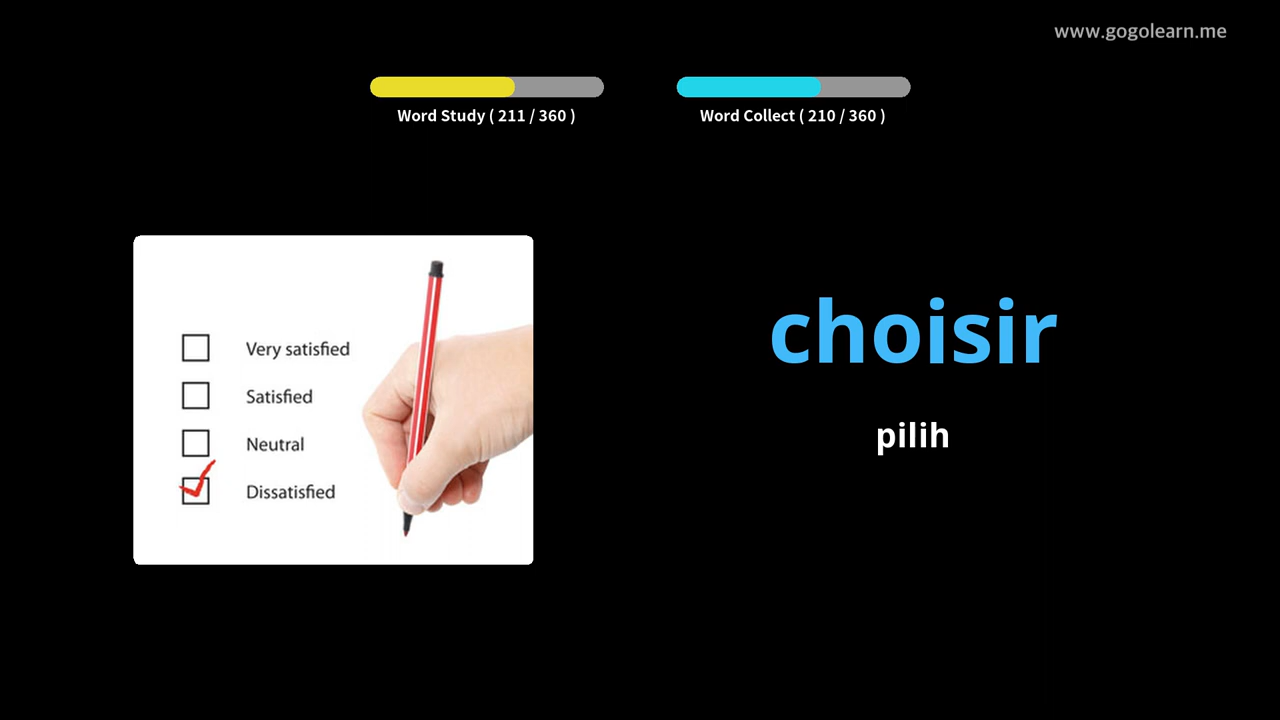 www.gogolearn.me
Word Study ( 211 / 360 )
Word Collect ( 210 / 360 )
Very satisfied
Satisfied
Neutral
Dissatisfied
choisir
pilih